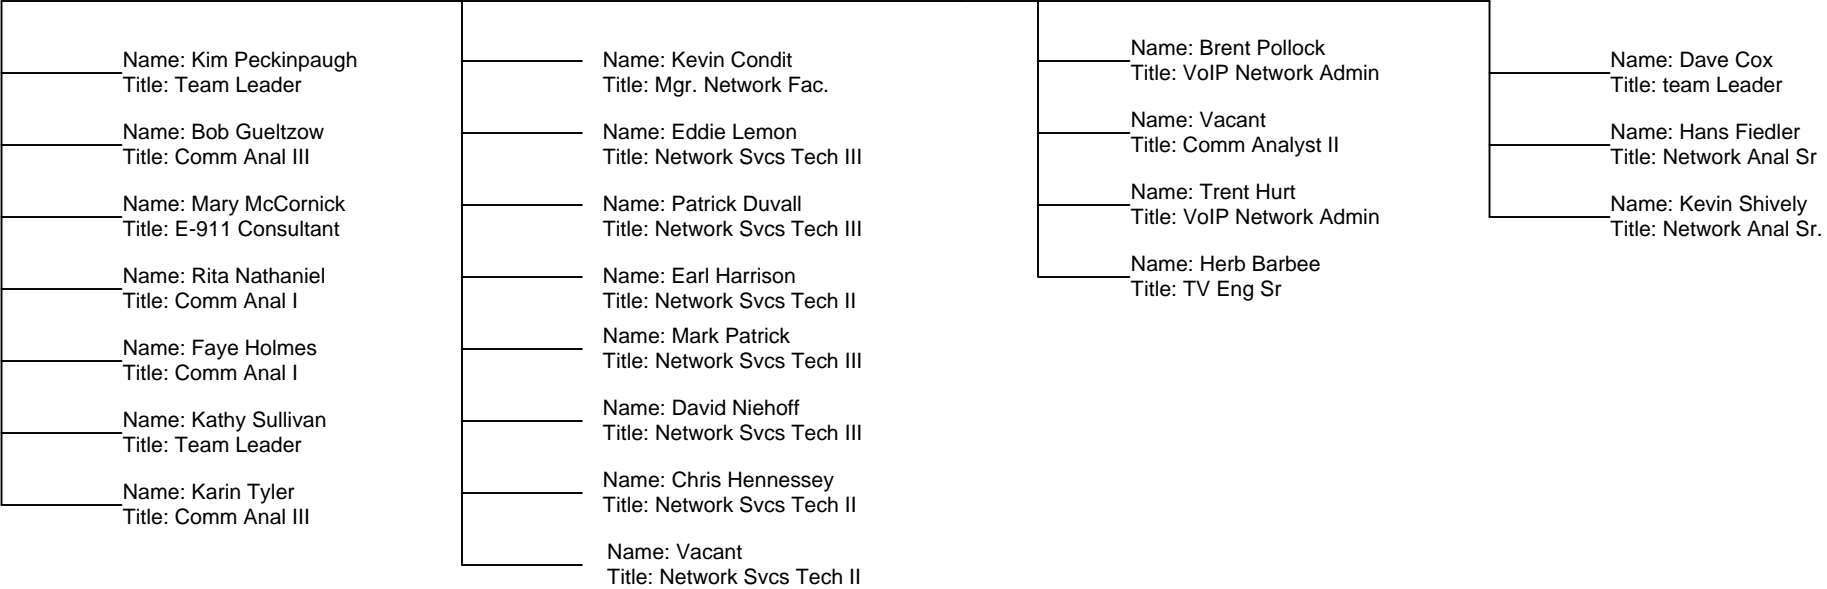 Name: Kim Peckinpaugh
Title: Team Leader
Name: Bob Gueltzow
Title: Comm Anal III
Name: Mary McCornick
Title: E-911 Consultant
Name: Rita Nathaniel
Title: Comm Anal I
Name: Faye Holmes
Title: Comm Anal I
Name: Kathy Sullivan
Title: Team Leader
Name: Karin Tyler
Title: Comm Anal III
Name: Kevin Condit
Title: Mgr. Network Fac.
Name: Eddie Lemon
Title: Network Svcs Tech III
Name: Patrick Duvall
Title: Network Svcs Tech III
Name: Earl Harrison
Title: Network Svcs Tech II
Name: Mark Patrick
Title: Network Svcs Tech III
Name: David Niehoff
Title: Network Svcs Tech III
Name: Chris Hennessey
Title: Network Svcs Tech II
Name: Vacant
Title: Network Svcs Tech II
Name: Brent Pollock
Title: VoIP Network Admin
Name: Vacant
Title: Comm Analyst II
Name: Trent Hurt
Title: VoIP Network Admin
Name: Herb Barbee
Title: TV Eng Sr
Name: Dave Cox
Title: team Leader
Name: Hans Fiedler
Title: Network Anal Sr
Name: Kevin Shively
Title: Network Anal Sr.